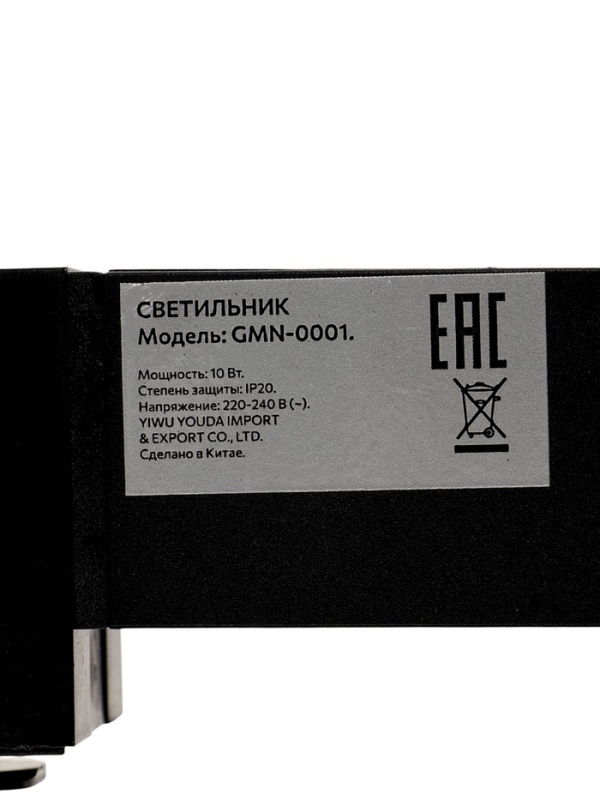 СВЕТИЛЬНИК
Модель: GMN-0001.
EAC
Мощность: 10 Вт.
Степень защиты: IP20.
Напряжение: 220-240 В (~).
YIWU YOUDA IMPORT
& EXPORT CO., LTD.
Сделано в Китае.